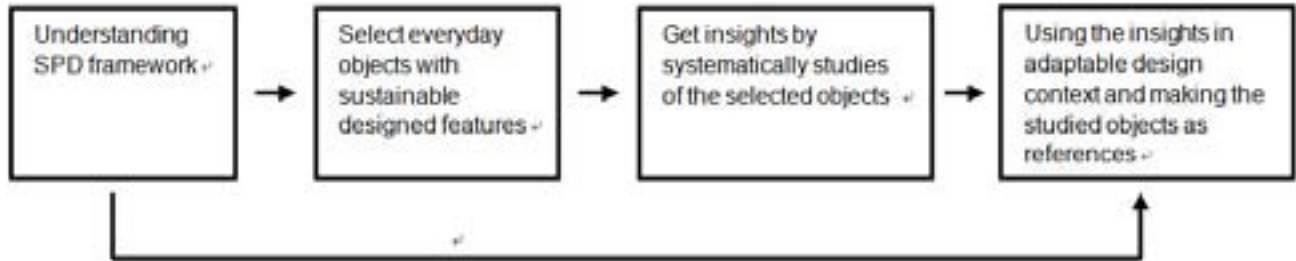 Understanding
SPD framework
Select everyday
objects with
sustainable
designed features
Get insights by
systematically studies
of the selected objects
Using the insights in
adaptable design
context and making the
studied objects as
references